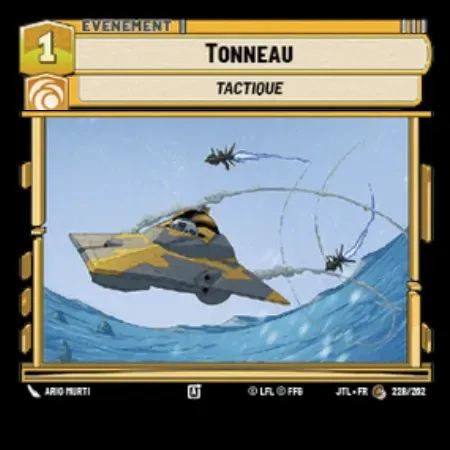 EVENEMENT
1
TONNEAU
TACTIQUE
ARIO MURTI
© LFL © FFG
JTL • FR
228/262